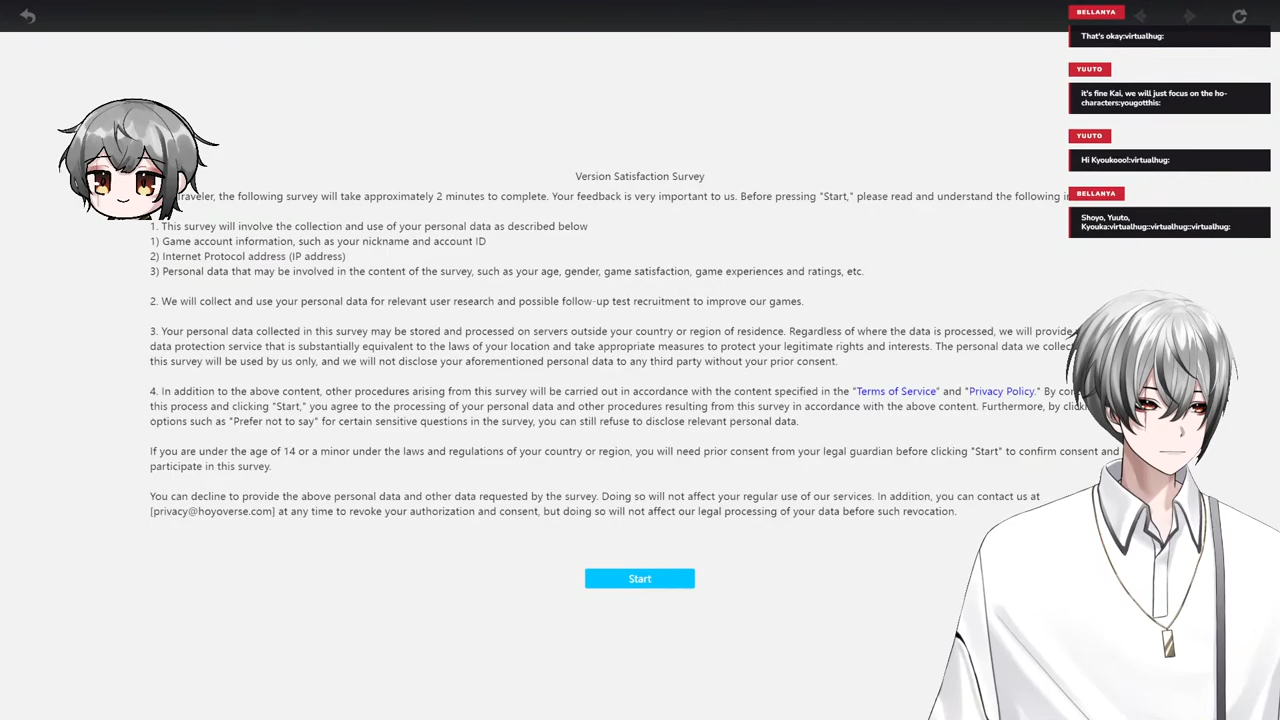 Version Satisfaction Survey
raveler, the following survey will take approximately 2 minutes to complete. Your feedback is very important to us. Before pressing "Start," please read and understand the following
1. This survey will involve the collection and use of your personal data as described below
1) Game account information, such as your nickname and account ID
2) Internet Protocol address (IP address)
3) Personal data that may be involved in the content of the survey, such as your age, gender, game satisfaction, game experiences and ratings, etc.
2. We will collect and use your personal data for relevant user research and possible follow-up test recruitment to improve our games.
3. Your personal data collected in this survey may be stored and processed on servers outside your country or region of residence. Regardless of where the data is processed, we will provide
data protection service that is substantially equivalent to the laws of your location and take appropriate measures to protect your legitimate rights and interests. The personal data we collec
this survey will be used by us only, and we will not disclose your aforementioned personal data to any third party without your prior consent.
4. In addition to the above content, other procedures arising from this survey will be carried out in accordance with the content specified in the "Terms of Service" and "Privacy Policy." By
this process and clicking "Start," you agree to the processing of your personal data and other procedures resulting from this survey in accordance with the above content. Furthermore, by
options such as "Prefer not to say" for certain sensitive questions in the survey, you can still refuse to disclose relevant personal data.
If you are under the age of 14 or a minor under the laws and regulations of your country or region, you will need prior consent from your legal guardian before clicking "Start" to confirm consent and
participate in this survey.
You can decline to provide the above personal data and other data requested by the survey. Doing so will not affect your regular use of our services. In addition, you can contact us at
[privacy@hoyoverse.com] at any time to revoke your authorization and consent, but doing so will not affect our legal processing of your data before such revocation.
Start
BELLANYA
That's okay:virtualhug:
YUUTO
it's fine Kai, we will just focus on the ho-
characters:yougotthis:
YUUTO
Hi Kyoukooo!:virtualhug:
BELLANYA
Shoyo, Yuuto,
Kyouka:virtualhug::virtualhug::virtualhug: